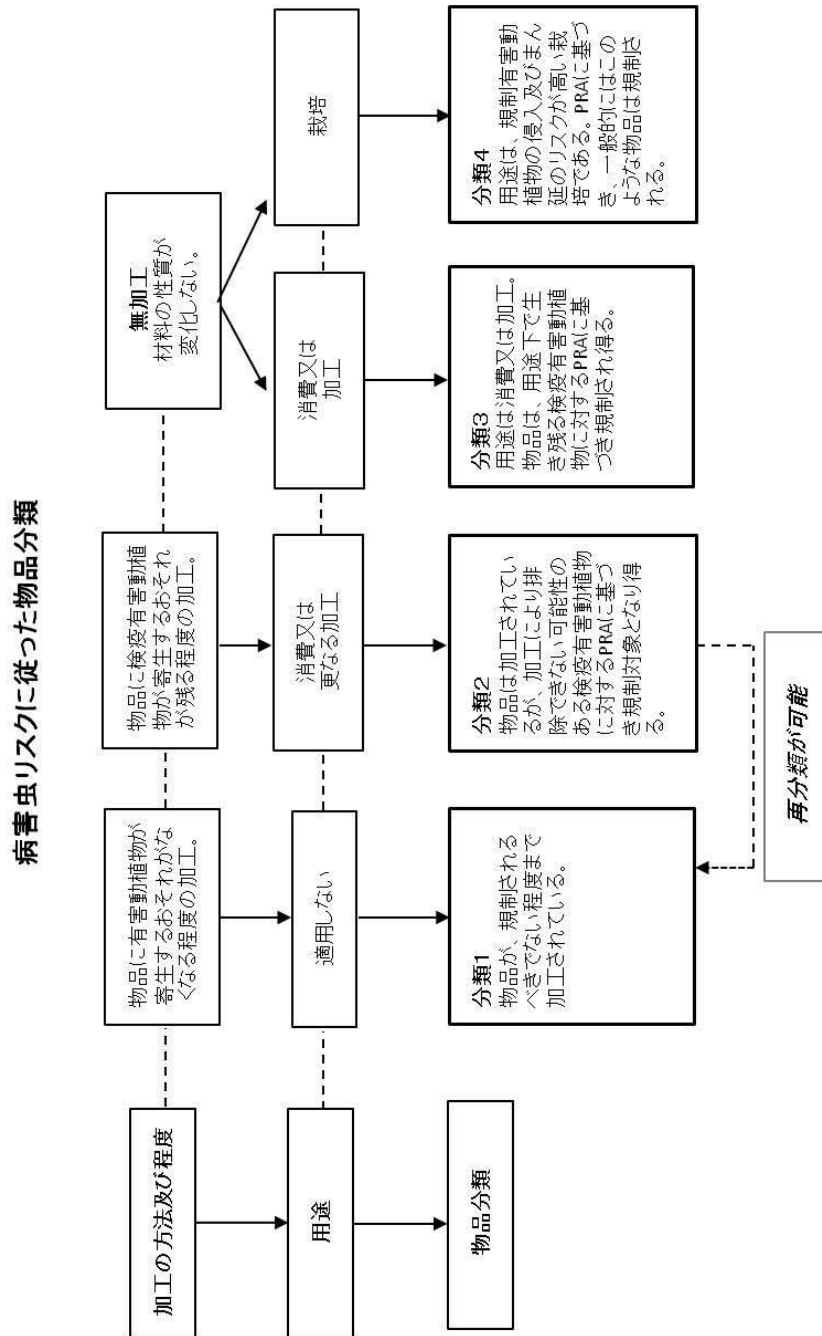 病害虫リスクに従った物品分類
加工の方法及び程度
物品に有害動植物が
寄生するおそれがな
くなる程度の加工。
物品に検疫有害動植
物が寄生するおそれ
が残る程度の加工。
無加工
材料の性質が
変化しない。
用途
適用しない
消費又は
更なる加工
消費又は
加工
栽培
物品分類
分類1
物品が、規制される
べきでない程度まで
加工されている。
分類2
物品は加工されてい
るが、加工により排
除できない可能性の
ある検疫有害動植物
に対するPRAに基づ
き規制対象となり得
る。
分類3
用途は消費又は加工。
物品は、用途下で生
き残る検疫有害動植
物に対するPRAに基
づき規制され得る。
分類4
用途は、規制有害動
植物の侵入及びまん
延のリスクが高い栽
培である。PRAに基づ
き、一般的にはこの
ような物品は規制さ
れる。
再分類が可能